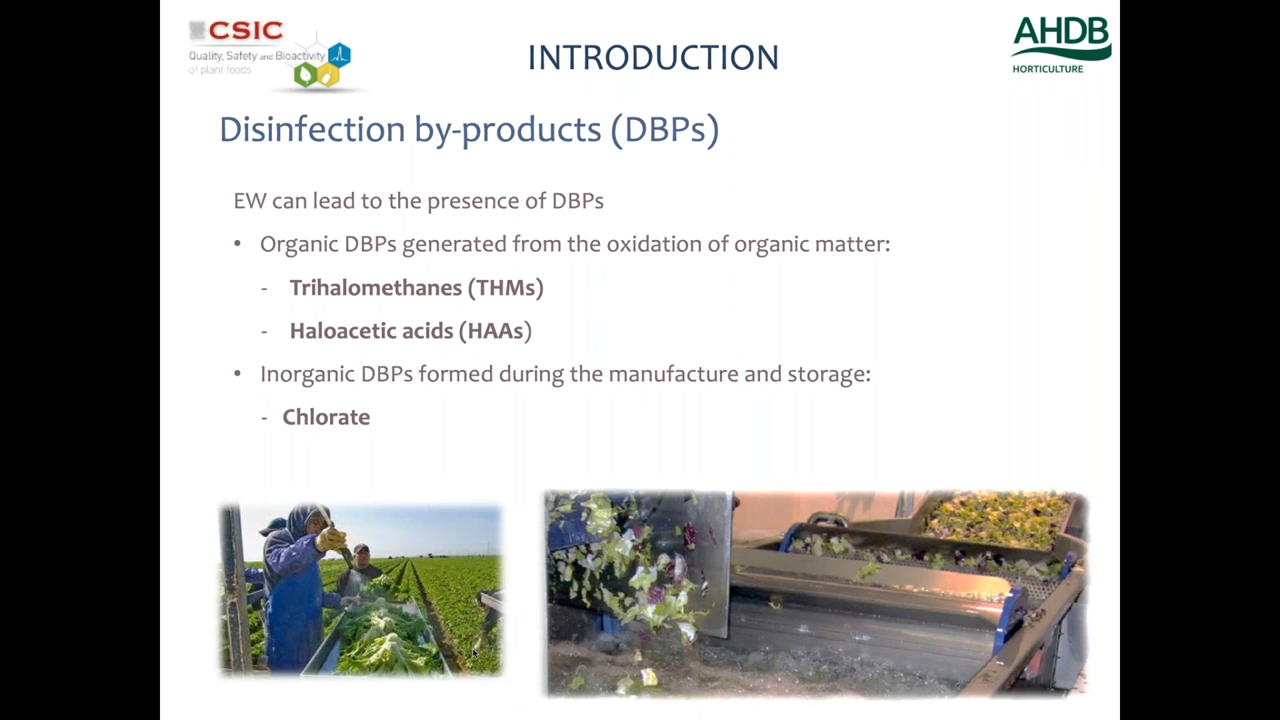 CSIC
Quality, Safety and Bioactivity
of plant foods
INTRODUCTION
AHDB
HORTICULTURE
Disinfection by-products (DBPs)
EW can lead to the presence of DBPs
• Organic DBPs generated from the oxidation of organic matter:
- Trihalomethanes (THMs)
- Haloacetic acids (HAAs)
• Inorganic DBPs formed during the manufacture and storage:
- Chlorate